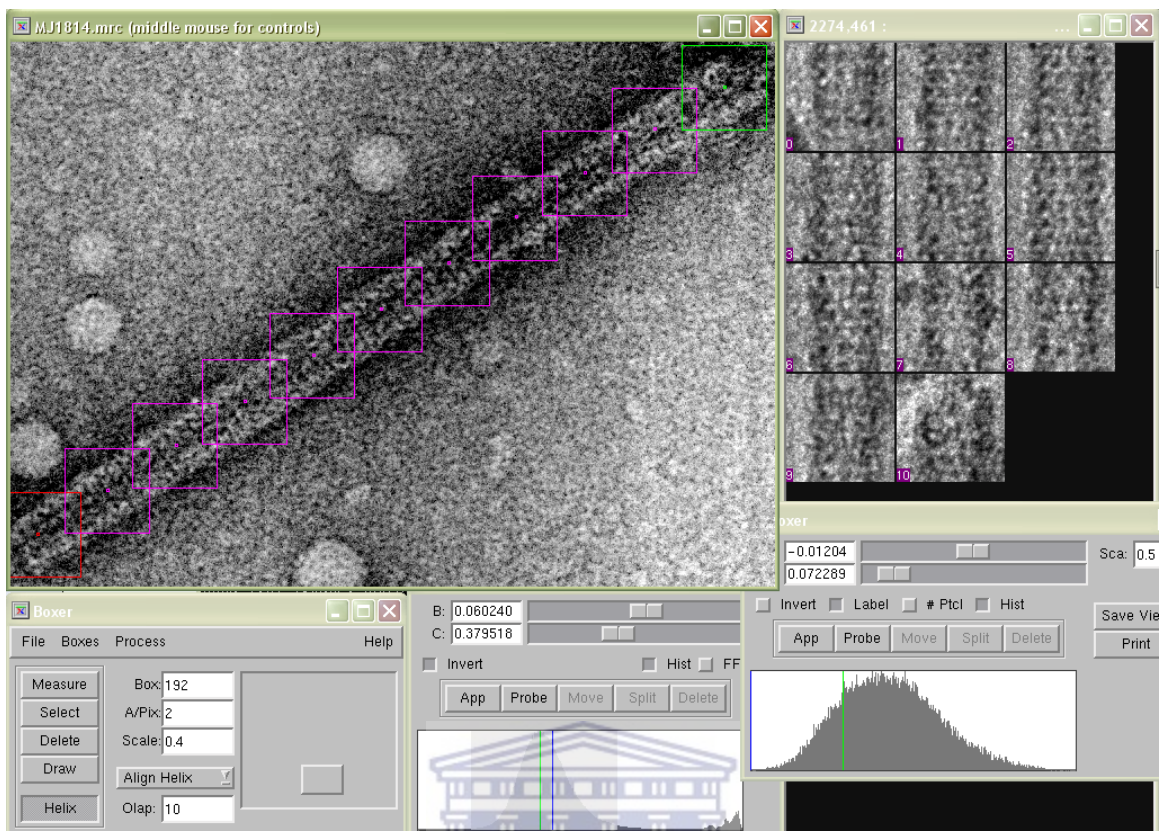 MJ1814.mrc (middle mouse for controls)
2274,461 :
...
0
1
2
3
4
5
6
7
8
9
10
-0.01204
0.072289
Sca: 0.5
Invert
Label
# Ptcl
Hist
App
Probe
Move
Split
Delete
Print
Boxer
File
Boxes
Process
Help
Measure
Select
Delete
Draw
Helix
Box: 192
A/Pix: 2
Scale: 0.4
Align Helix
Olap: 10
B: 0.060240
C: 0.379518
Invert
Hist
App
Probe
Move
Split
Delete